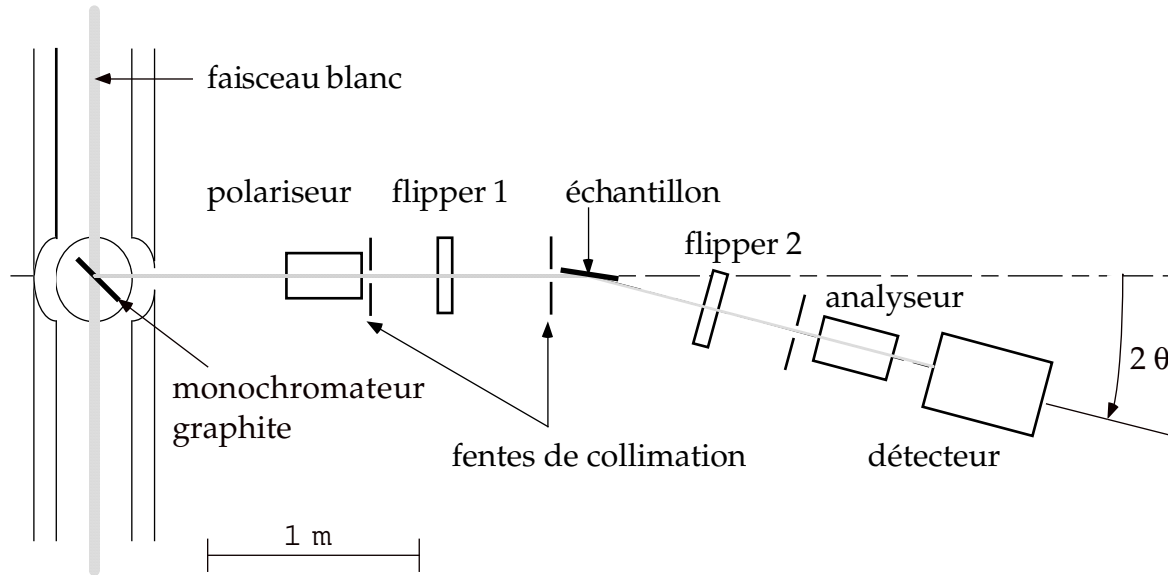 faisceau blanc
polariseur
flipper 1
échantillon
flipper 2
analyseur
2 θ
monochromateur
graphite
fentes de collimation
détecteur
1 m